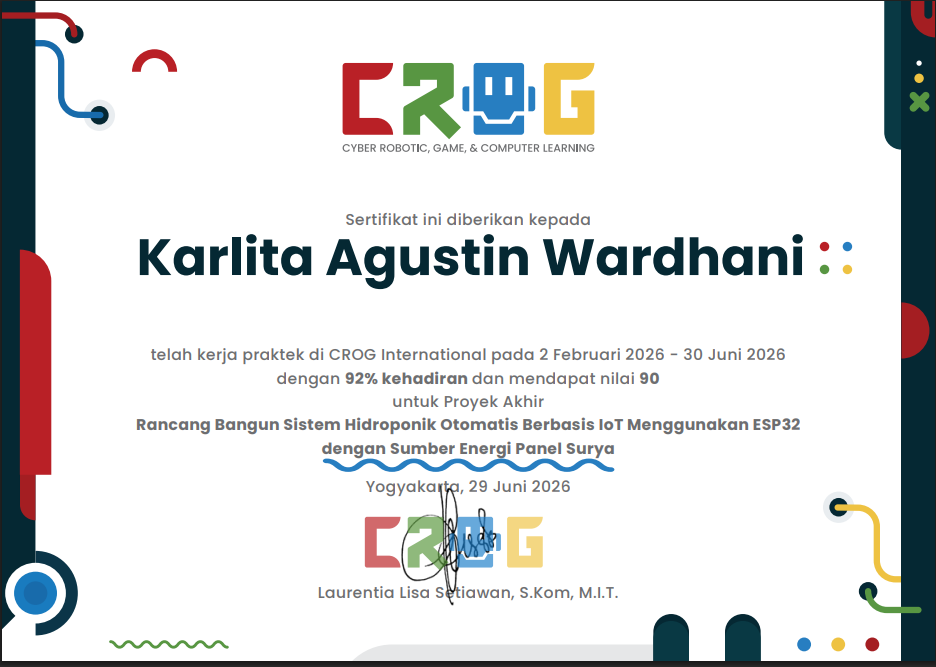 CROG
CYBER ROBOTIC, GAME, & COMPUTER LEARNING
Sertifikat ini diberikan kepada
Karlita Agustin Wardhani
telah kerja praktek di CROG International pada 2 Februari 2026 - 30 Juni 2026
dengan 92% kehadiran dan mendapat nilai 90
untuk Proyek Akhir
Rancang Bangun Sistem Hidroponik Otomatis Berbasis IoT Menggunakan ESP32
dengan Sumber Energi Panel Surya
Yogyakarta, 29 Juni 2026
CROG
Laurentia Lisa Setiawan, S.Kom, M.I.T.